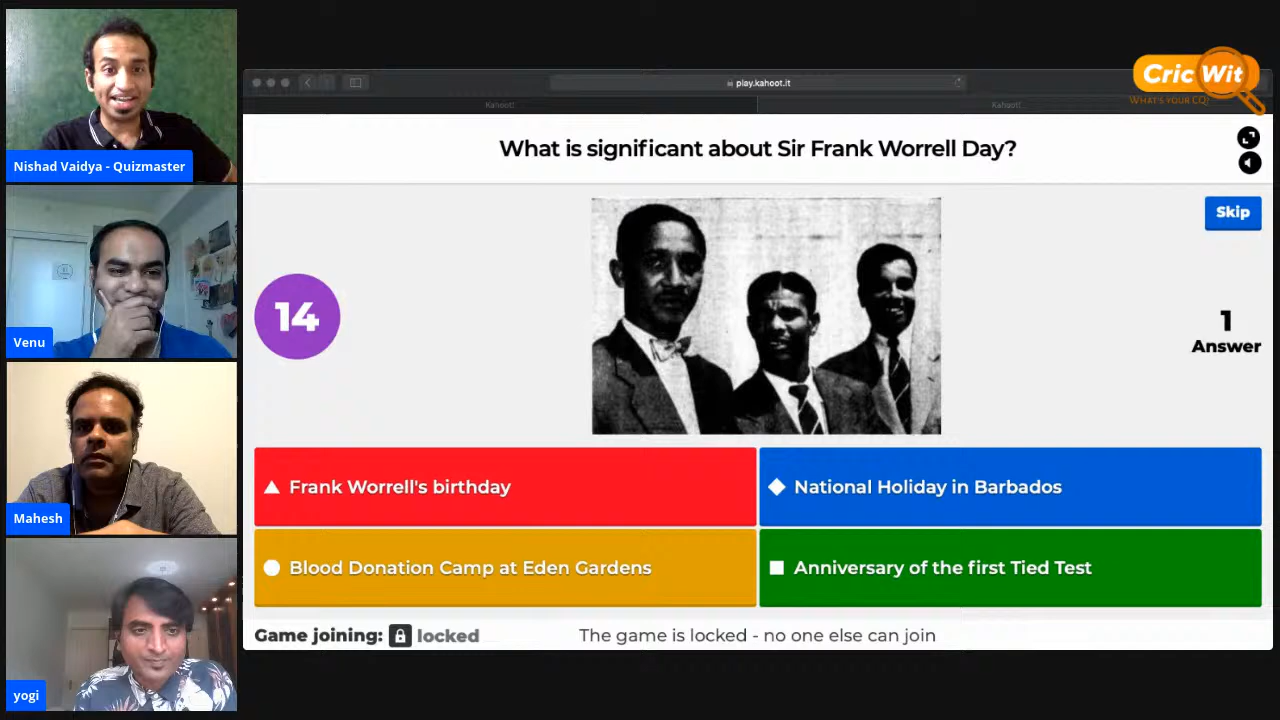 Cric Wit
WHAT'S YOUR CQ?
play.kahoot.it
Kahoot!
Kahoot!
What is significant about Sir Frank Worrell Day?
Skip
14
1
Answer
Frank Worrell's birthday
National Holiday in Barbados
Blood Donation Camp at Eden Gardens
Anniversary of the first Tied Test
Game joining: locked
The game is locked - no one else can join
Nishad Vaidya - Quizmaster
Venu
Mahesh
yogi